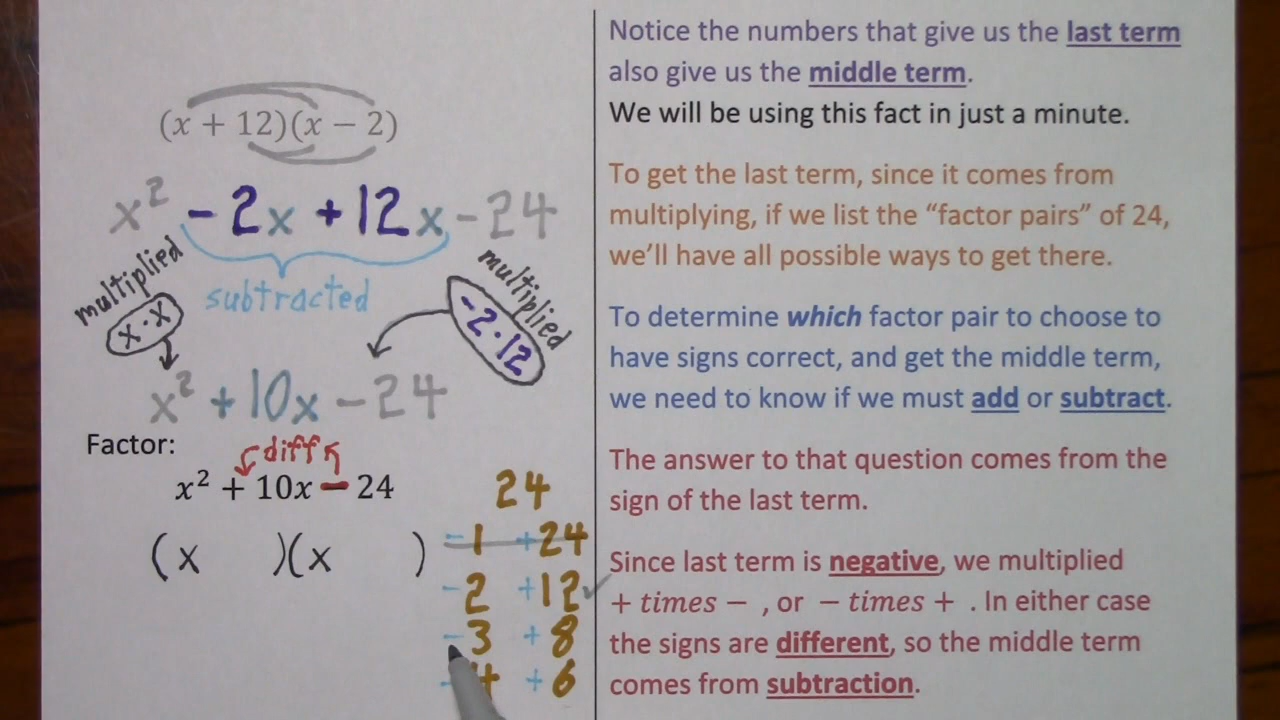 (x + 12)(x − 2)
x² − 2x + 12x − 24
multiplied
x · x
subtracted
multiplied
-2 · 12
x² + 10x − 24
Factor:
diff
x² + 10x − 24
(x )(x )
24
-1 +24
-2 +12 ✓
-3 +8
-4 +6
Notice the numbers that give us the last term
also give us the middle term.
We will be using this fact in just a minute.
To get the last term, since it comes from
multiplying, if we list the “factor pairs” of 24,
we’ll have all possible ways to get there.
To determine which factor pair to choose to
have signs correct, and get the middle term,
we need to know if we must add or subtract.
The answer to that question comes from the
sign of the last term.
Since last term is negative, we multiplied
+ times − , or − times + . In either case
the signs are different, so the middle term
comes from subtraction.